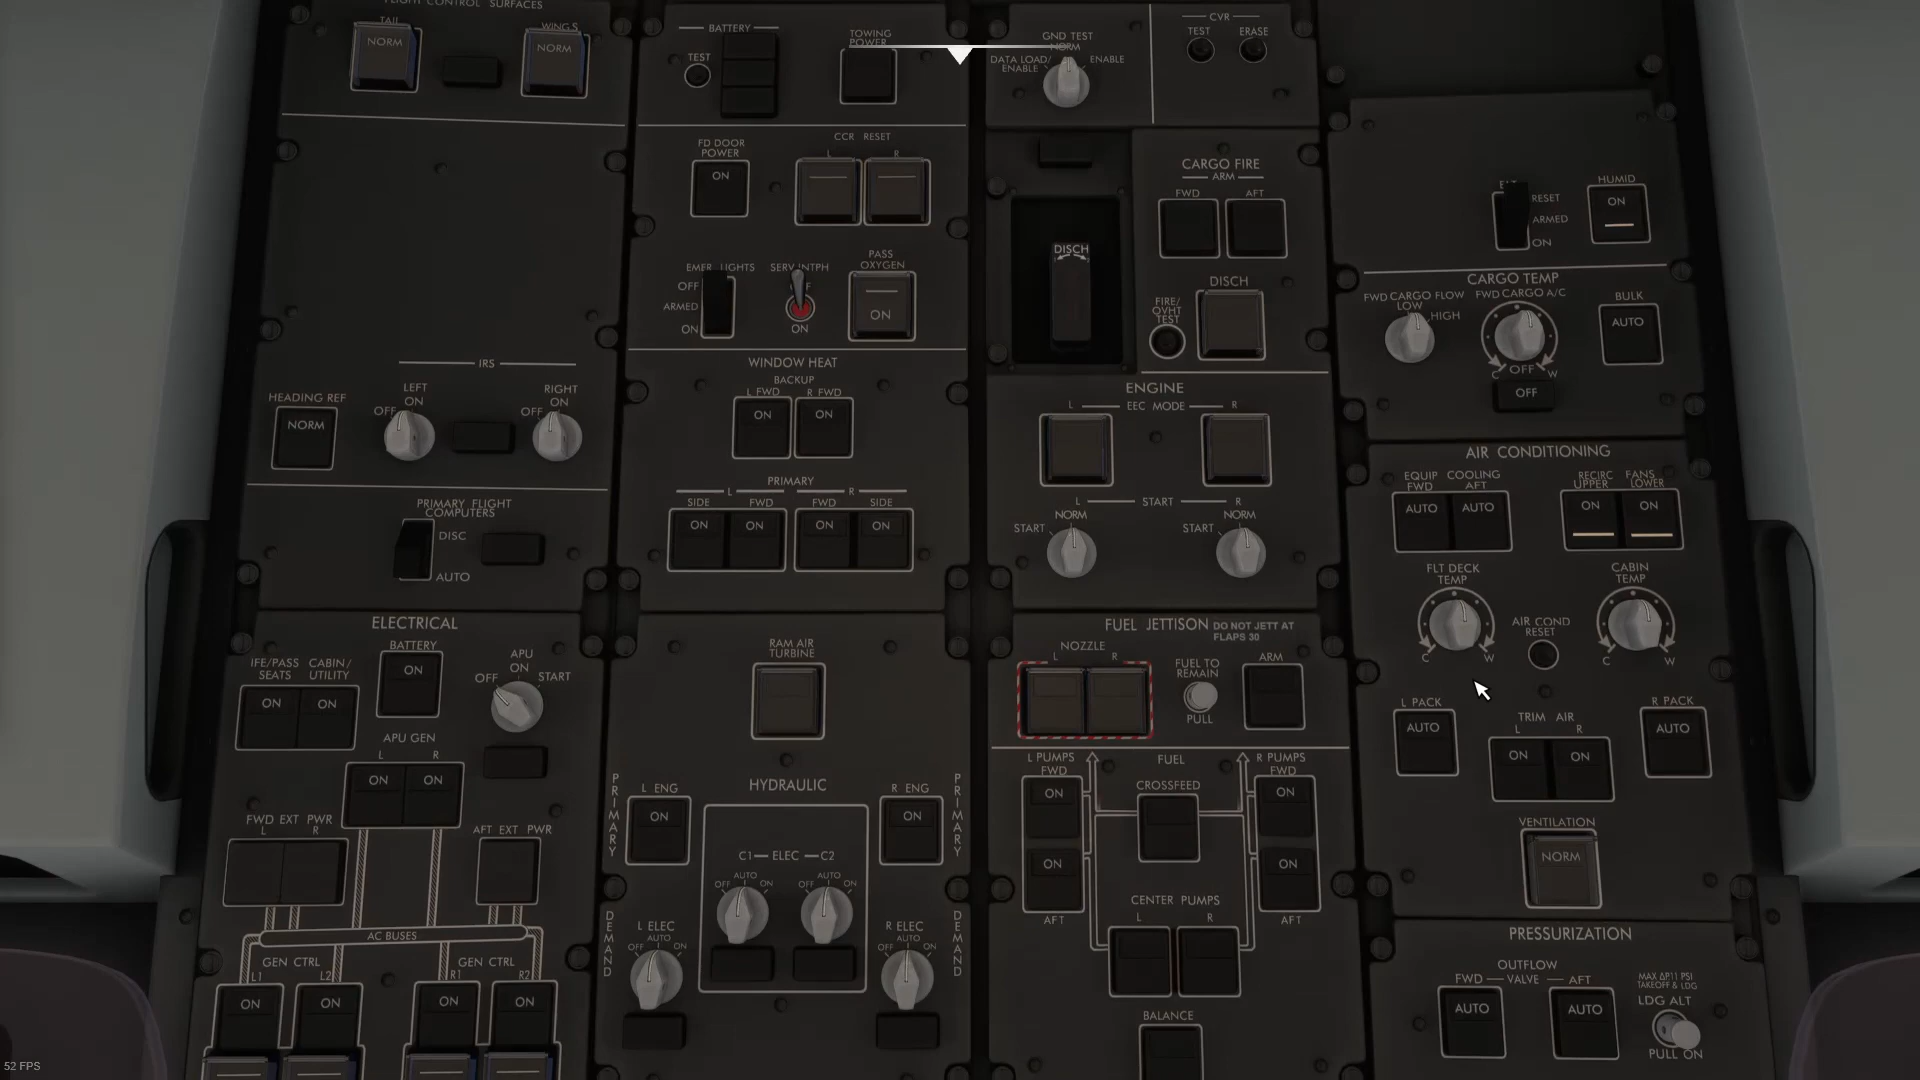 FLIGHT CONTROL SURFACES
TAIL
WINGS
NORM
NORM
IRS
LEFT
ON
OFF
RIGHT
ON
OFF
HEADING REF
NORM
PRIMARY FLIGHT
COMPUTERS
DISC
AUTO
ELECTRICAL
BATTERY
ON
IFE/PASS
SEATS
CABIN/
UTILITY
ON
ON
APU
ON
OFF
START
APU GEN
L
R
ON
ON
FWD EXT PWR
L
R
AFT EXT PWR
AC BUSES
GEN CTRL
L1
L2
GEN CTRL
R1
R2
ON
ON
ON
ON
BATTERY
TEST
TOWING
POWER
FD DOOR
POWER
ON
CCR RESET
L
R
EMER LIGHTS
OFF
ARMED
ON
SERV INTPH
ON
PASS
OXYGEN
ON
WINDOW HEAT
BACKUP
L FWD
R FWD
ON
ON
PRIMARY
L
R
SIDE
FWD
FWD
SIDE
ON
ON
ON
ON
RAM AIR
TURBINE
HYDRAULIC
PRIMARY
L ENG
ON
R ENG
ON
PRIMARY
C1 ELEC C2
AUTO
OFF
ON
AUTO
OFF
ON
DEMAND
L ELEC
AUTO
OFF
ON
R ELEC
AUTO
OFF
ON
DEMAND
GND TEST
NORM
DATA LOAD/
ENABLE
ENABLE
CVR
TEST
ERASE
CARGO FIRE
ARM
FWD
AFT
DISCH
DISCH
FIRE/
OVHT
TEST
ENGINE
L
EEC MODE
R
L
START
R
START
NORM
START
NORM
FUEL JETTISON
DO NOT JETT AT
FLAPS 30
NOZZLE
L
R
FUEL TO
REMAIN
PULL
ARM
L PUMPS
FWD
ON
ON
AFT
FUEL
CROSSFEED
R PUMPS
FWD
ON
ON
AFT
CENTER PUMPS
L
R
BALANCE
RESET
ARMED
ON
HUMID
ON
CARGO TEMP
FWD CARGO FLOW
LOW
HIGH
FWD CARGO A/C
C
OFF
W
OFF
BULK
AUTO
AIR CONDITIONING
EQUIP COOLING
FWD
AFT
AUTO
AUTO
RECIRC FANS
UPPER
LOWER
ON
ON
FLT DECK
TEMP
C
W
AIR COND
RESET
CABIN
TEMP
C
W
L PACK
AUTO
TRIM AIR
L
R
ON
ON
R PACK
AUTO
VENTILATION
NORM
PRESSURIZATION
OUTFLOW
FWD VALVE AFT
AUTO
AUTO
MAX ΔP.11 PSI
TAKEOFF & LDG
LDG ALT
PULL ON
52 FPS